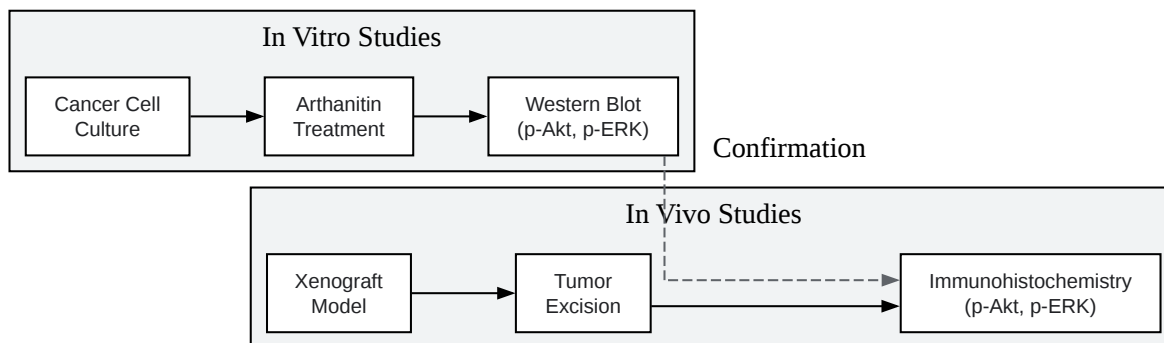 In Vitro Studies
Cancer Cell
Culture
Arthanitin
Treatment
Western Blot
(p-Akt, p-ERK)
Confirmation
In Vivo Studies
Xenograft
Model
Tumor
Excision
Immunohistochemistry
(p-Akt, p-ERK)